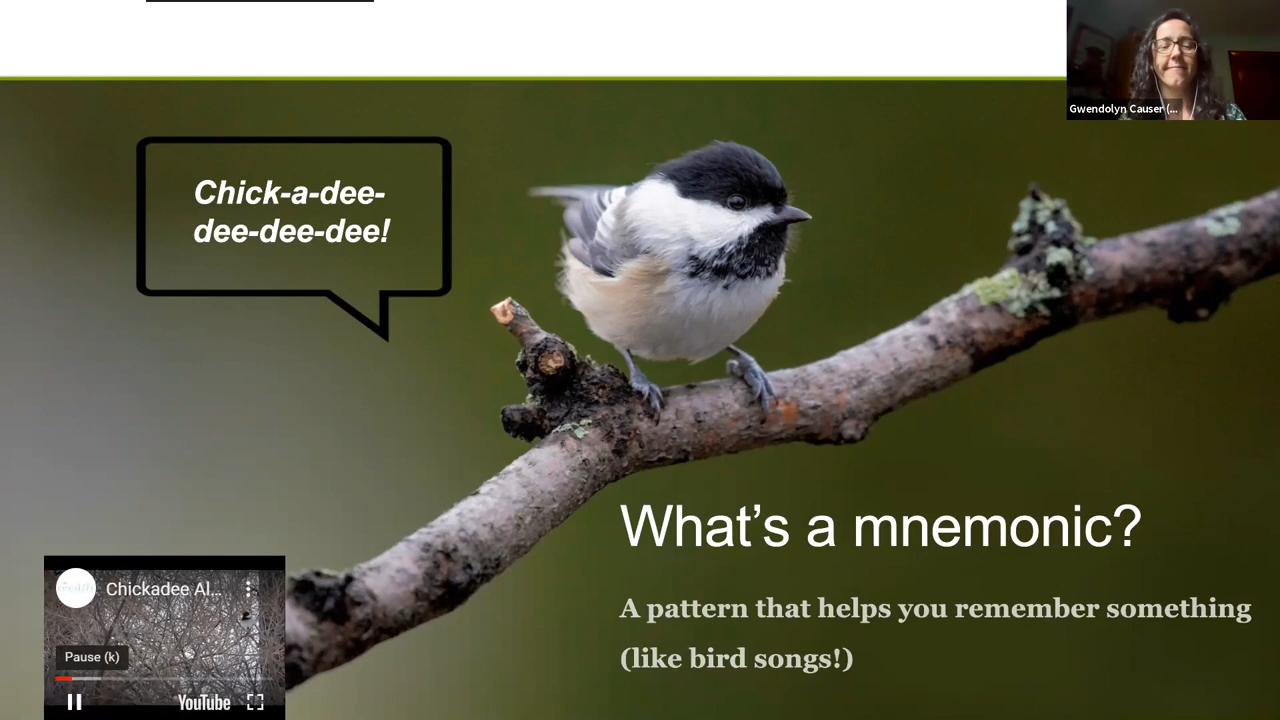 Gwendolyn Causer (...
Chick-a-dee-
dee-dee-dee!
What's a mnemonic?
A pattern that helps you remember something
(like bird songs!)
Chickadee Al...
Pause (k)
YouTube